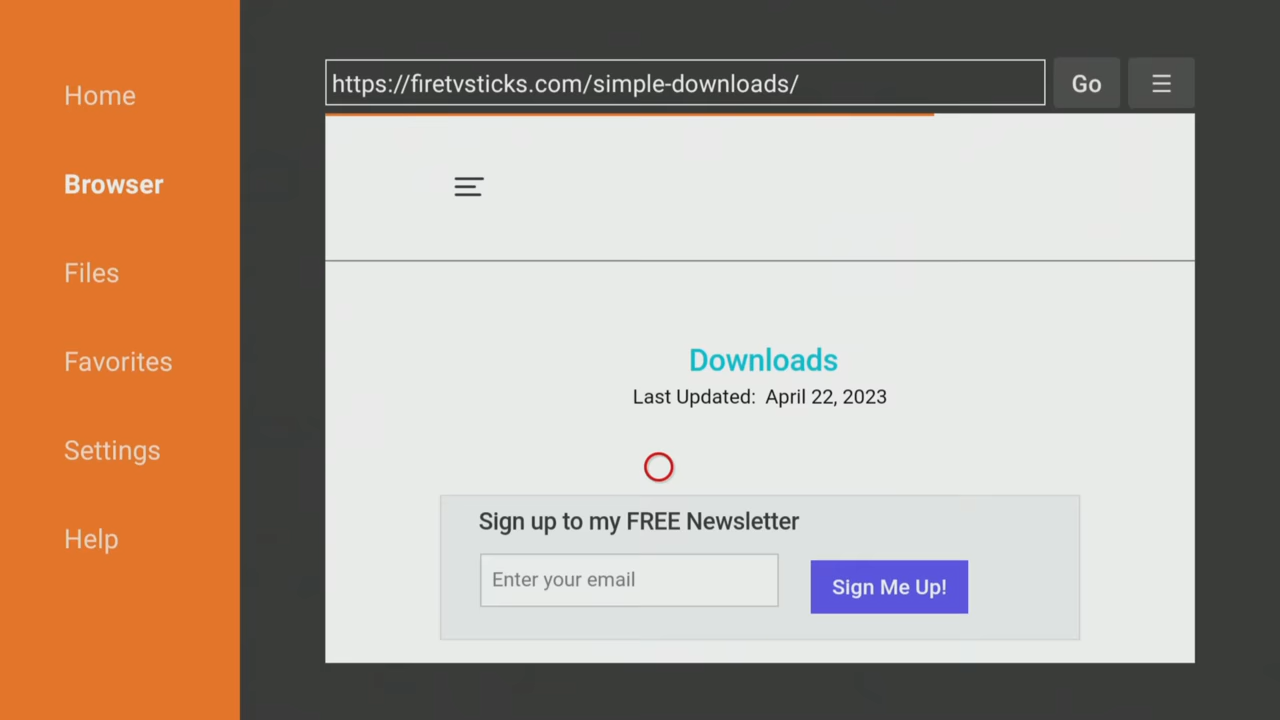 Home
Browser
Files
Favorites
Settings
Help
https://firetvsticks.com/simple-downloads/
Go
Downloads
Last Updated: April 22, 2023
Sign up to my FREE Newsletter
Enter your email
Sign Me Up!